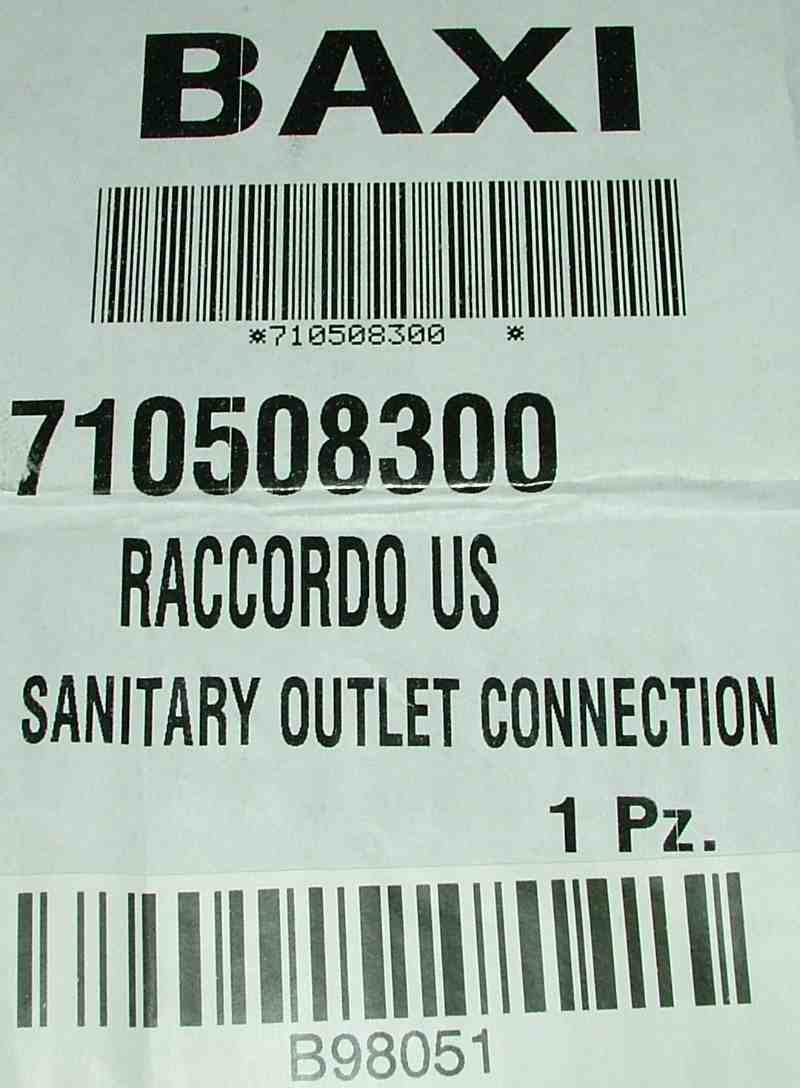 BAXI
*710508300 *
710508300
RACCORDO US
SANITARY OUTLET CONNECTION
1 Pz.
B98051